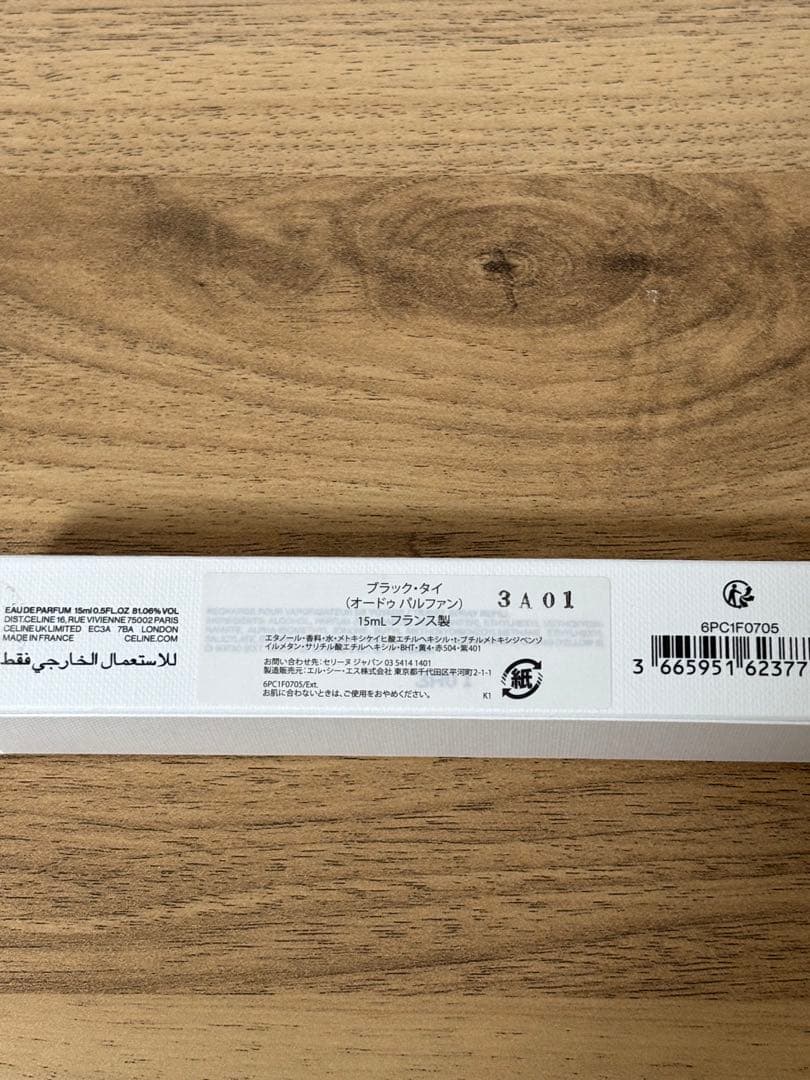 EAU DE PARFUM 15ml 0.5FL.OZ 81.06% VOL
DIST. CELINE 16, RUE VIVIENNE 75002 PARIS
CELINE UK LIMITED EC3A 7BA LONDON
MADE IN FRANCE CELINE.COM
للاستعمال الخارجي فقط
ブラック・タイ
(オードゥ パルファン)
3A01
15mL フランス製
エタノール・香料・水・メトキシケイヒ酸エチルヘキシル・t-ブチルメトキシジベンゾ
イルメタン・サリチル酸エチルヘキシル・BHT・黄4・赤504・紫401
お問い合わせ先:セリーヌ ジャパン 03 5414 1401
製造販売元:エル・シー・エス株式会社 東京都千代田区平河町2-1-1
6PC1F0705/Ext.
お肌に合わないときは、ご使用をおやめください。
紙
K1
6PC1F0705
3 665951 62377